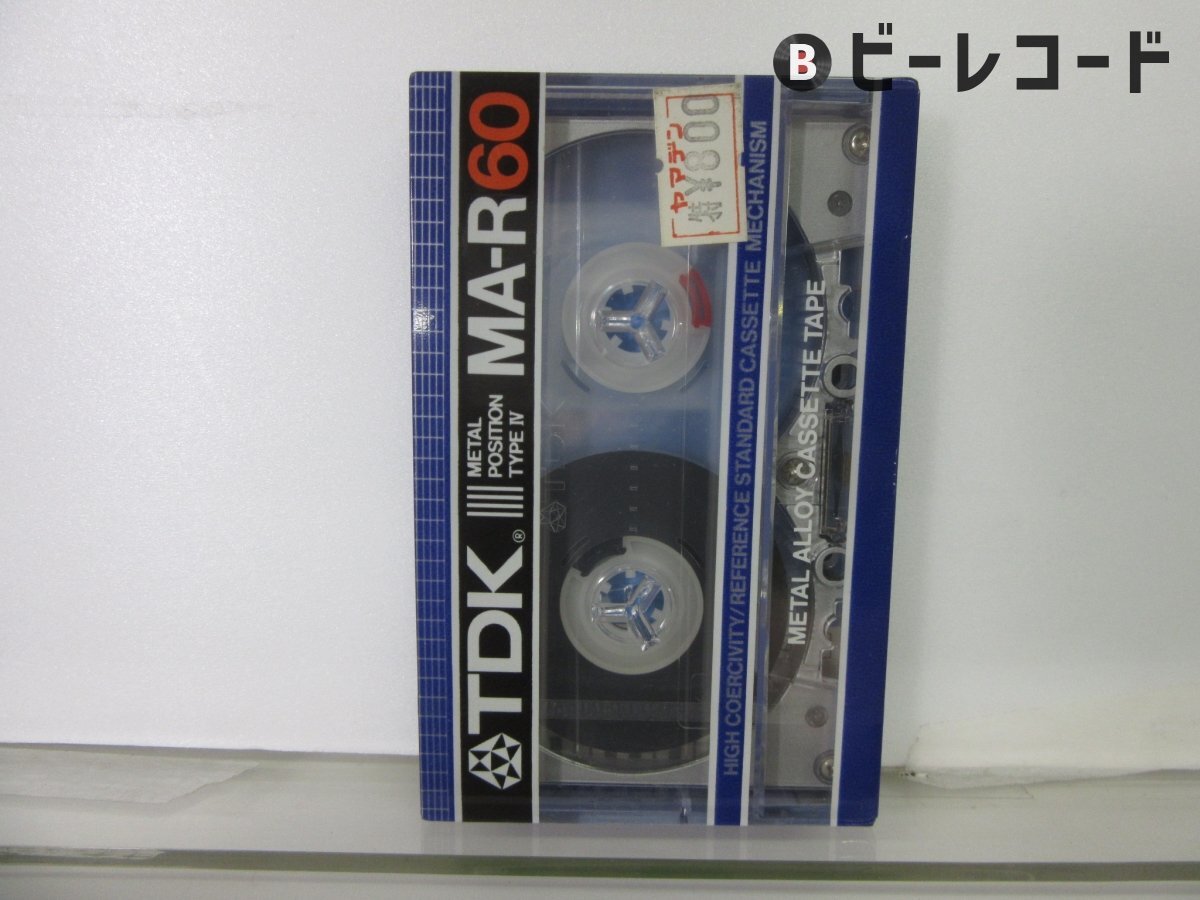 B ビーレコード
TDK®
METAL
POSITION
TYPE IV
MA-R60
ヤマデン
特¥800
HIGH COERCIVITY/REFERENCE STANDARD CASSETTE MECHANISM
METAL ALLOY CASSETTE TAPE